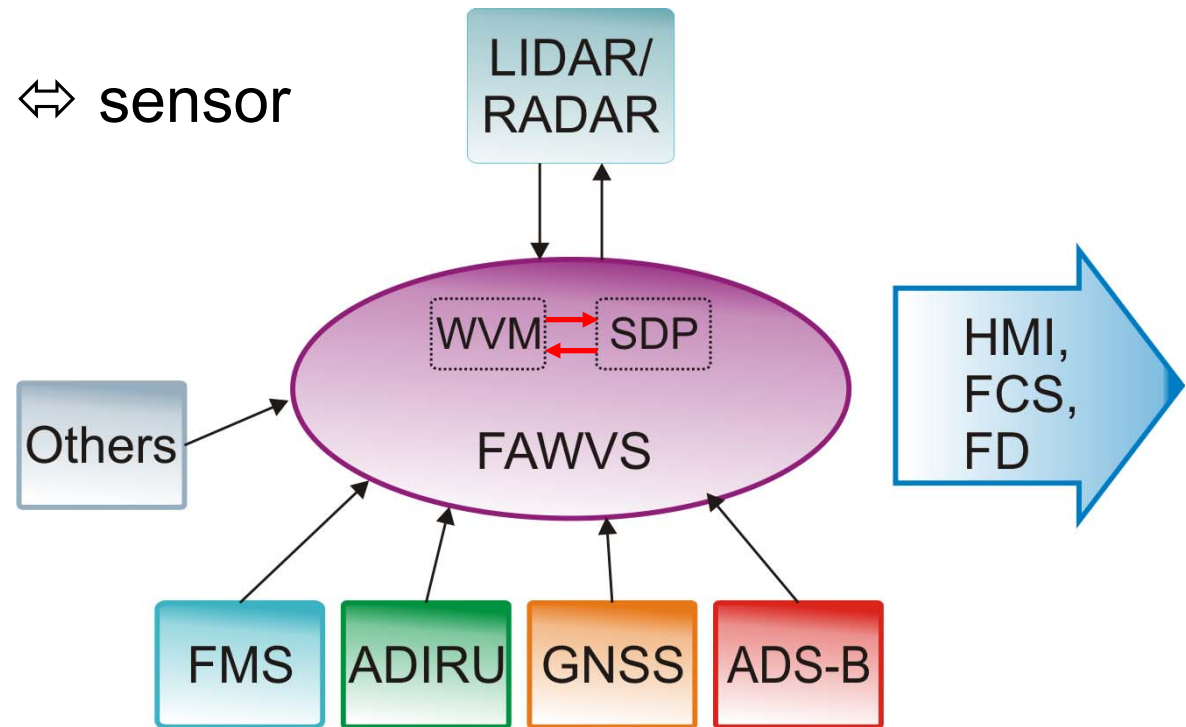 ⬄ sensor
LIDAR/
RADAR
WVM
SDP
FAWVS
HMI,
FCS,
FD
Others
FMS
ADIRU
GNSS
ADS-B